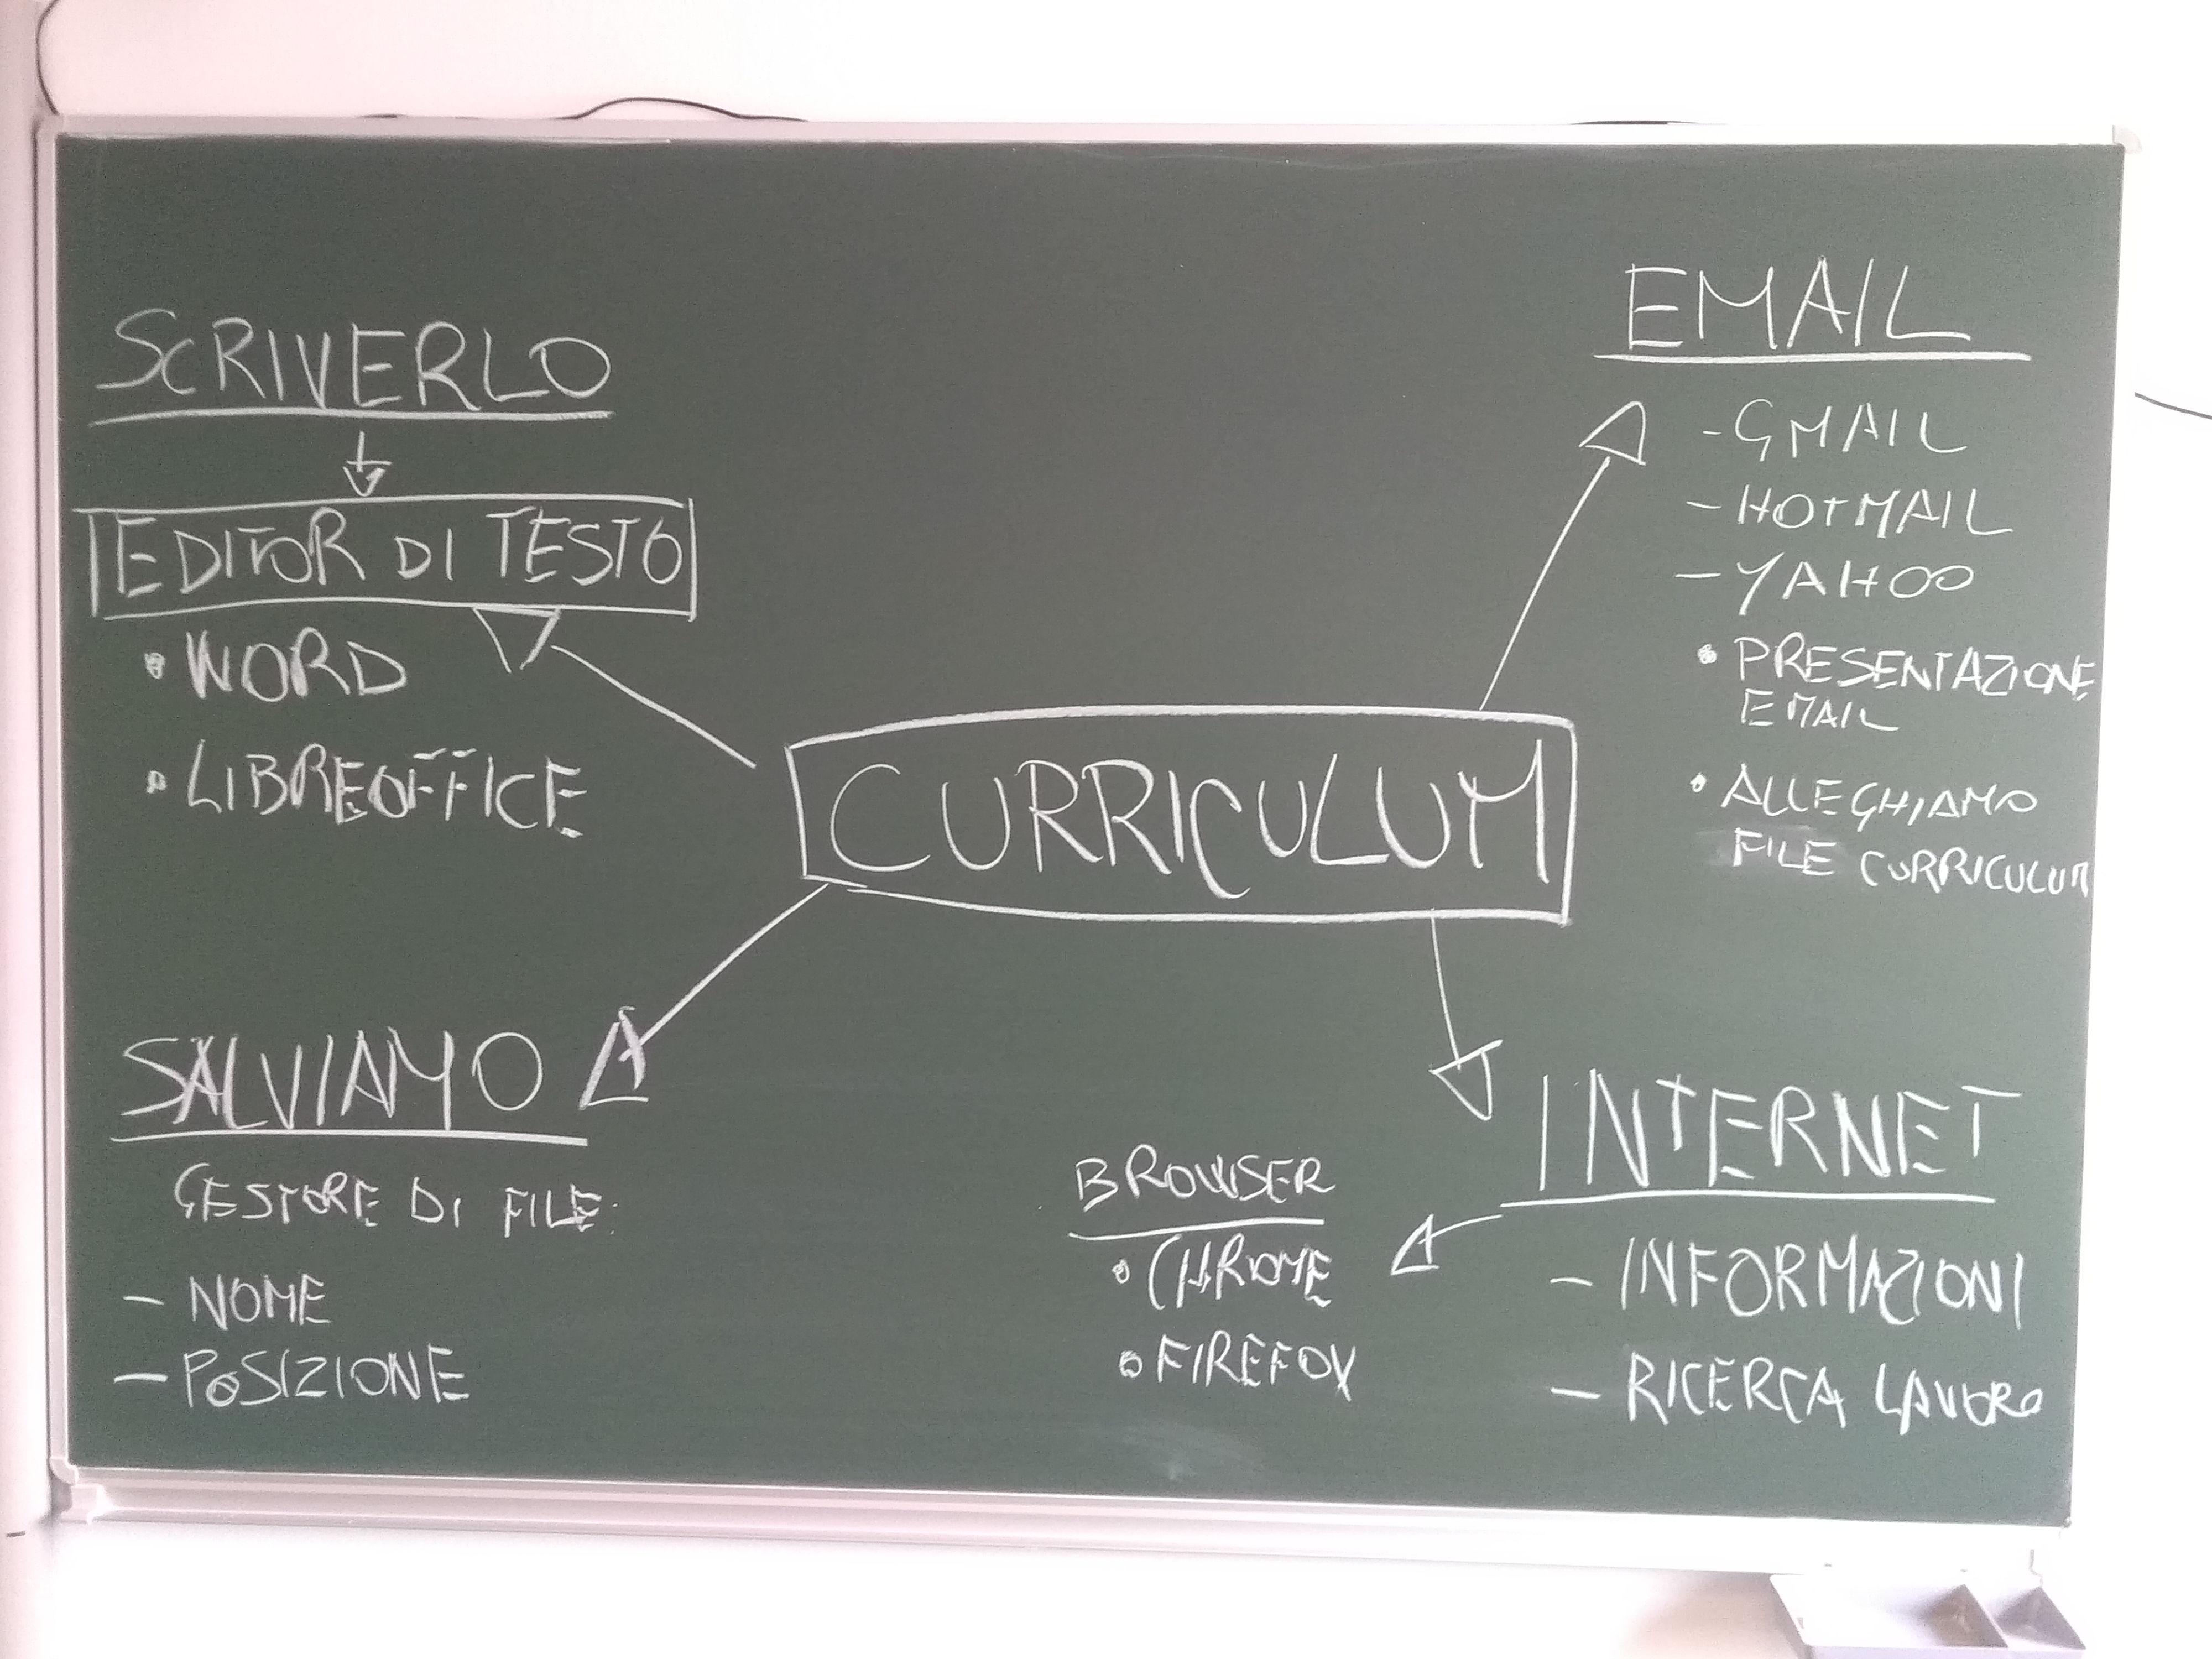 SCRIVERLO
EDITOR DI TESTO
• WORD
• LIBREOFFICE
CURRICULUM
EMAIL
- GMAIL
- HOTMAIL
- YAHOO
• PRESENTAZIONE
EMAIL
• ALLEGHIAMO
FILE CURRICULUM
SALVIAMO
GESTORE DI FILE:
- NOME
- POSIZIONE
INTERNET
- INFORMAZIONI
- RICERCA LAVORO
BROWSER
• CHROME
• FIREFOX